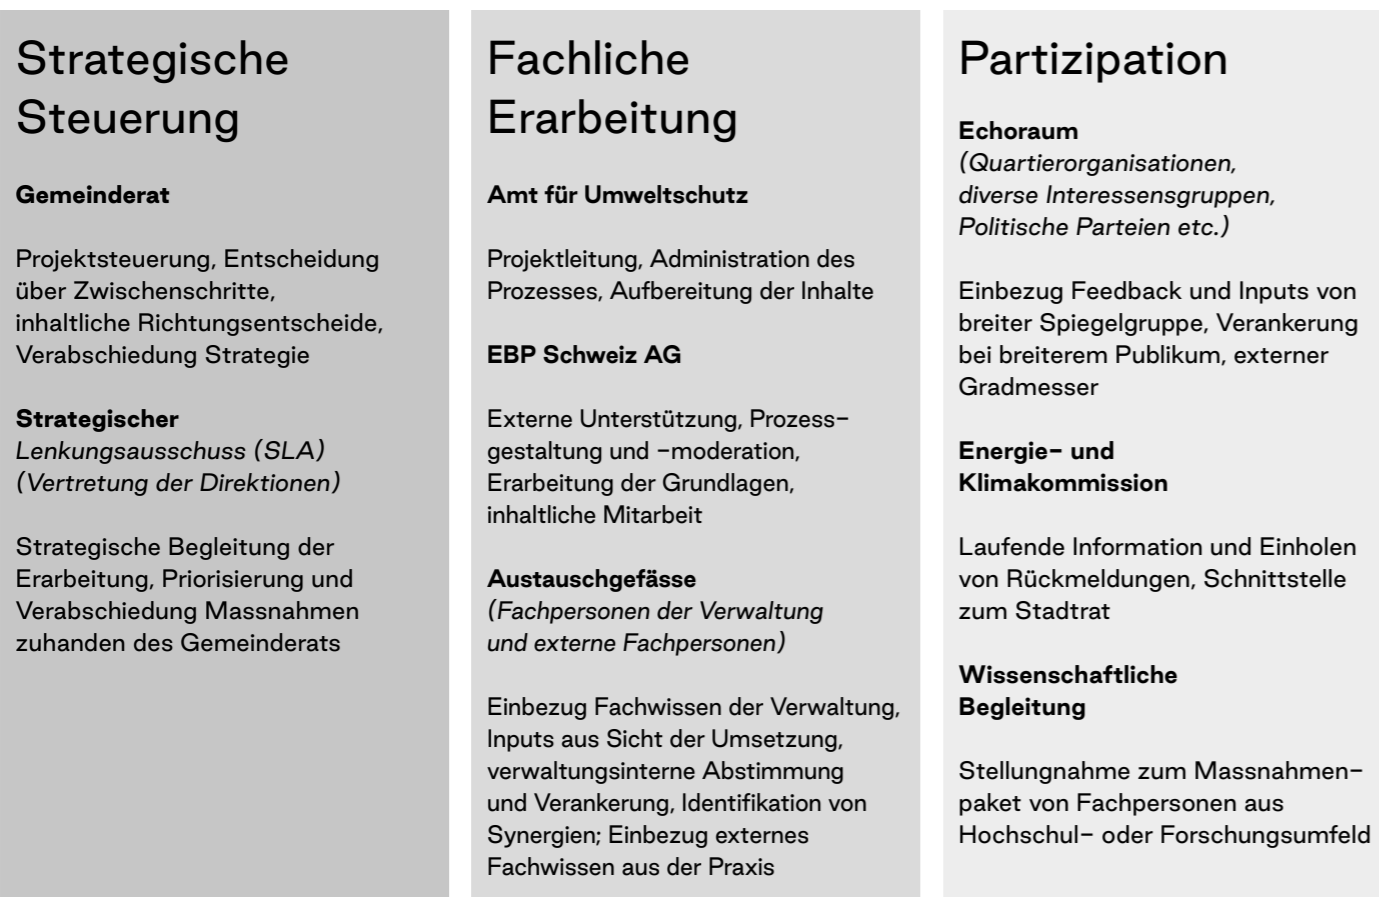 Strategische
Steuerung
Gemeinderat
Projektsteuerung, Entscheidung
über Zwischenschritte,
inhaltliche Richtungsentscheide,
Verabschiedung Strategie
Strategischer
Lenkungsausschuss (SLA)
(Vertretung der Direktionen)
Strategische Begleitung der
Erarbeitung, Priorisierung und
Verabschiedung Massnahmen
zuhanden des Gemeinderats
Fachliche
Erarbeitung
Amt für Umweltschutz
Projektleitung, Administration des
Prozesses, Aufbereitung der Inhalte
EBP Schweiz AG
Externe Unterstützung, Prozess-
gestaltung und -moderation,
Erarbeitung der Grundlagen,
inhaltliche Mitarbeit
Austauschgefässe
(Fachpersonen der Verwaltung
und externe Fachpersonen)
Einbezug Fachwissen der Verwaltung,
Inputs aus Sicht der Umsetzung,
verwaltungsinterne Abstimmung
und Verankerung, Identifikation von
Synergien; Einbezug externes
Fachwissen aus der Praxis
Partizipation
Echoraum
(Quartierorganisationen,
diverse Interessensgruppen,
Politische Parteien etc.)
Einbezug Feedback und Inputs von
breiter Spiegelgruppe, Verankerung
bei breiterem Publikum, externer
Gradmesser
Energie- und
Klimakommission
Laufende Information und Einholen
von Rückmeldungen, Schnittstelle
zum Stadtrat
Wissenschaftliche
Begleitung
Stellungnahme zum Massnahmen-
paket von Fachpersonen aus
Hochschul- oder Forschungsumfeld